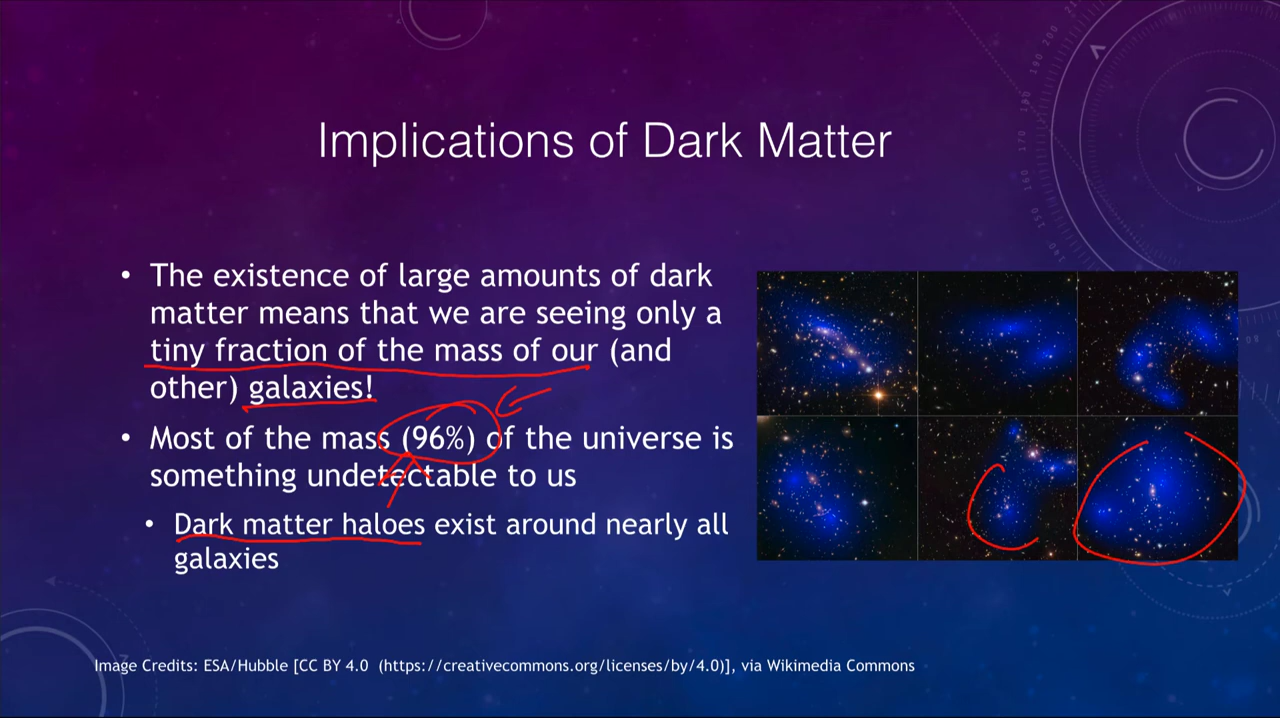 Implications of Dark Matter
• The existence of large amounts of dark
matter means that we are seeing only a
tiny fraction of the mass of our (and
other) galaxies!
• Most of the mass (96%) of the universe is
something undetectable to us
• Dark matter haloes exist around nearly all
galaxies
Image Credits: ESA/Hubble [CC BY 4.0 (https://creativecommons.org/licenses/by/4.0)], via Wikimedia Commons